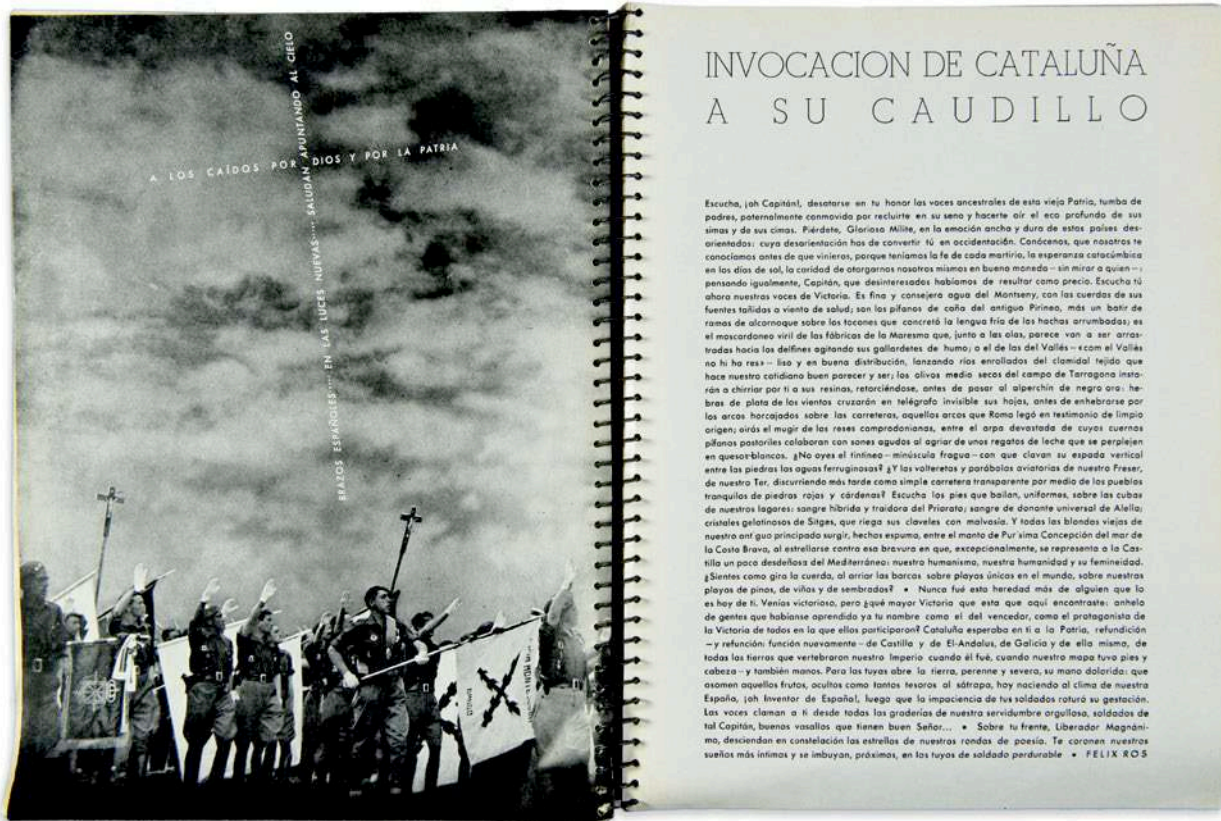 A LOS CAÍDOS POR DIOS Y POR LA PATRIA
BRAZOS ESPAÑOLES..... EN LAS LUCES NUEVAS..... SALUDAN APUNTANDO AL CIELO
INVOCACION DE CATALUÑA
A SU CAUDILLO
Escucha, ¡oh Capitán!, desatarse en tu honor las voces ancestrales de esta vieja Patria, tumba de
padres, paternalmente conmovida por recluirte en su seno y hacerte oír el eco profundo de sus
simas y de sus cimas. Piérdete, Glorioso Milite, en la emoción ancha y dura de estos países des-
orientados: cuya desorientación has de convertir tú en occidentación. Conócenos, que nosotros te
conocíamos antes de que vinieras, porque teníamos la fe de cada martirio, la esperanza catacúmbica
en los días de sol, la caridad de otorgarnos nosotros mismos en buena moneda – sin mirar a quien –:
pensando igualmente, Capitán, que desinteresados habíamos de resultar como precio. Escucha tú
ahora nuestras voces de Victoria. Es fina y consejera agua del Montseny, con las cuerdas de sus
fuentes tañidas a viento de salud; son los pífanos de caña del antiguo Pirineo, más un batir de
ramas de alcornoque sobre los tocones que concretó la lengua fría de las hachas arrumbadas; es
el moscardoneo viril de las fábricas de la Maresma que, junto a las olas, parece van a ser arras-
tradas hacia los delfines agitando sus gallardetes de humo; o el de las del Vallés – «com el Vallès
no hi ha res» – liso y en buena distribución, lanzando ríos enrollados del clamidal tejido que
hace nuestro cotidiano buen parecer y ser; los olivos medio secos del campo de Tarragona insta-
rán a chirriar por ti a sus resinas, retorciéndose, antes de pasar al alperchín de negro oro: he-
bras de plata de los vientos cruzarán en telégrafo invisible sus hojas, antes de enhebrarse por
los arcos horcajados sobre las carreteras, aquellos arcos que Roma legó en testimonio de limpio
origen; oirás el mugir de las reses camprodonianas, entre el arpa devastada de cuyos cuernos
pífanos pastoriles colaboran con sones agudos al agriar de unos regatos de leche que se perplejen
en quesos blancos. ¿No oyes el tintineo – minúscula fragua – con que clavan su espada vertical
entre las piedras las aguas ferruginosas? ¿Y las volteretas y parábolas aviatorias de nuestro Freser,
de nuestro Ter, discurriendo más tarde como simple carretera transparente por medio de los pueblos
tranquilos de piedras rojas y cárdenas? Escucha los pies que bailan, uniformes, sobre las cubas
de nuestros lagares: sangre híbrida y traidora del Priorato; sangre de donante universal de Alella;
cristales gelatinosos de Sitges, que riega sus claveles con malvasía. Y todas las blondas viejas de
nuestro ant guo principado surgir, hechas espuma, entre el manto de Pur sima Concepción del mar de
la Costa Brava, al estrellarse contra esa bravura en que, excepcionalmente, se representa a la Cas-
tilla un poco desdeñosa del Mediterráneo: nuestro humanismo, nuestra humanidad y su femineidad.
¿Sientes como gira la cuerda, al arriar las barcas sobre playas únicas en el mundo, sobre nuestras
playas de pinos, de viñas y de sembrados? • Nunca fué esta heredad más de alguien que lo
es hoy de ti. Venías victorioso, pero ¿qué mayor Victoria que esta que aquí encontraste: anhelo
de gentes que habíanse aprendido ya tu nombre como el del vencedor, como el protagonista de
la Victoria de todos en la que ellos participaron? Cataluña esperaba en ti a la Patria, refundición
– y refunción: función nuevamente – de Castilla y de El-Andalus, de Galicia y de ella misma, de
todas las tierras que vertebraron nuestro Imperio cuando él fué, cuando nuestro mapa tuvo pies y
cabeza – y también manos. Para los tuyos abre la tierra, perenne y severa, su mano dolorida: que
asomen aquellos frutos, ocultos como tantos tesoros al sátrapa, hoy naciendo al clima de nuestra
España, ¡oh Inventor de España!, luego que la impaciencia de tus soldados roturó su gestación.
Las voces claman a ti desde todas las graderías de nuestra servidumbre orgullosa, soldados de
tal Capitán, buenos vasallos que tienen buen Señor... • Sobre tu frente, Liberador Magnáni-
mo, desciendan en constelación las estrellas de nuestras rondas de poesía. Te coronen nuestros
sueños más íntimos y se imbuyan, próximos, en los tuyos de soldado perdurable • FELIX ROS